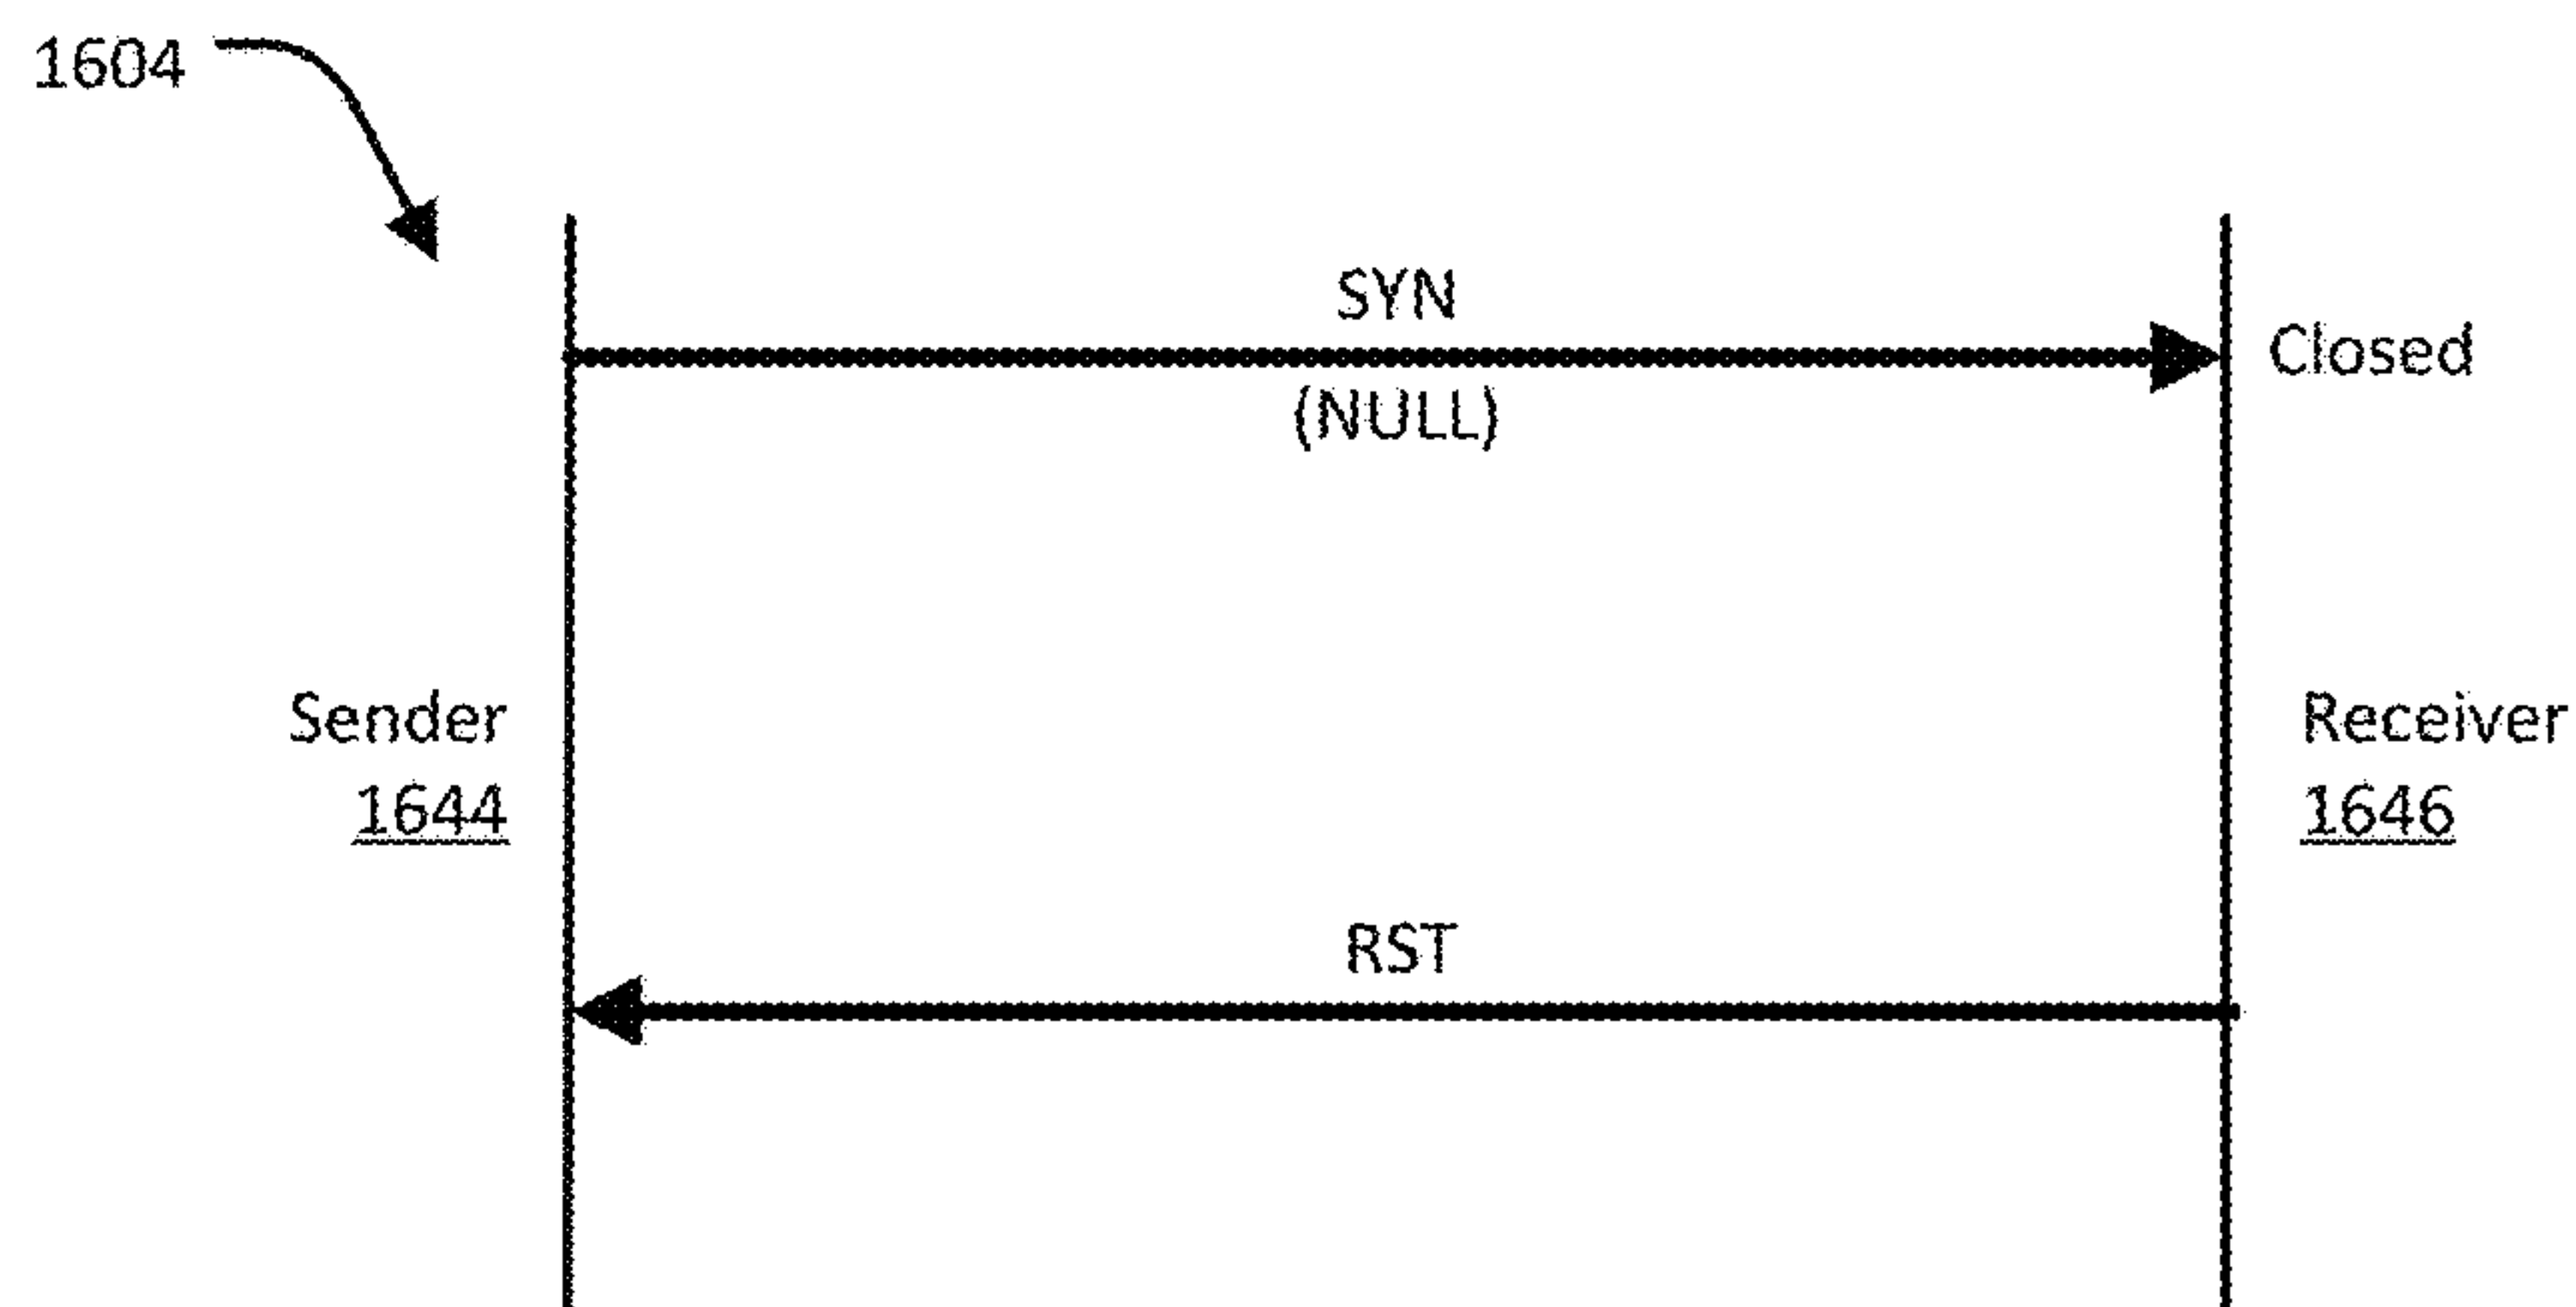 1604
SYN
Closed
(NULL)
Sender
1644
Receiver
1646
RST